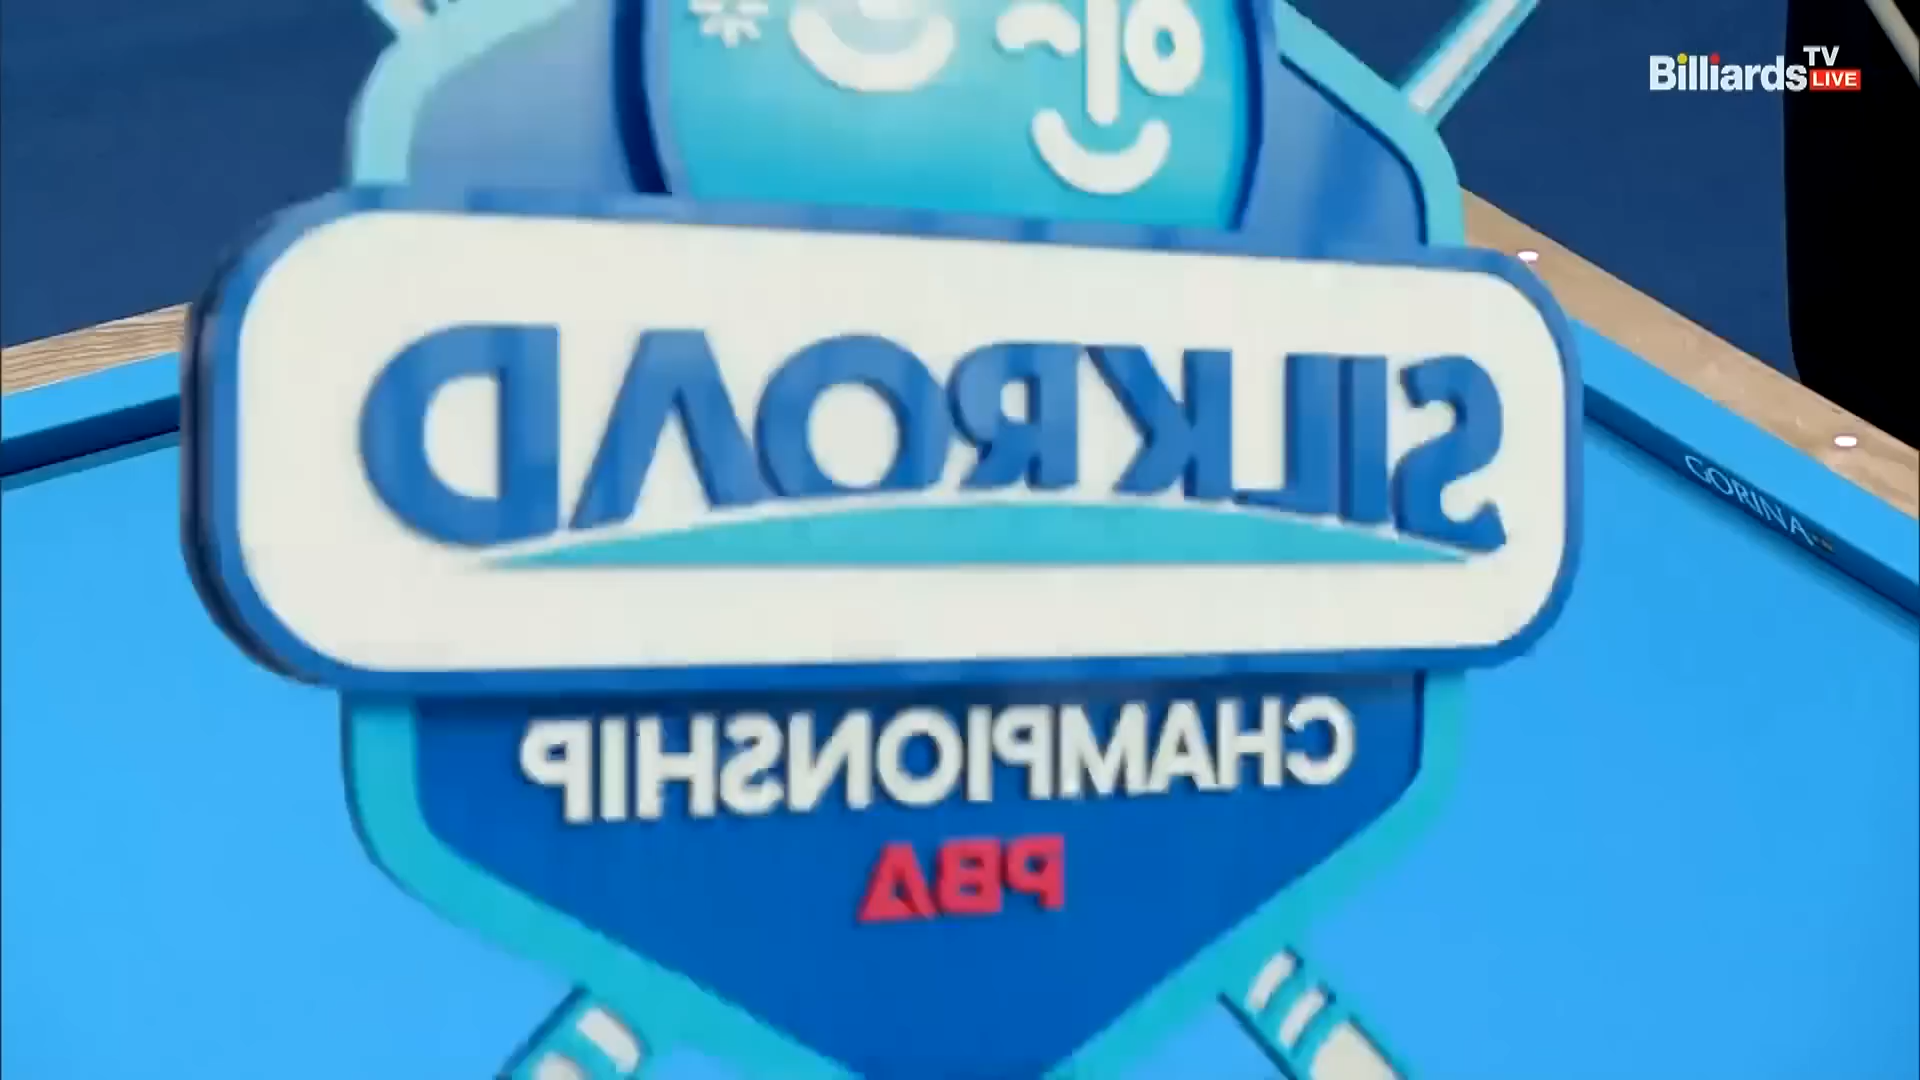 Billiards TV
LIVE
SILKROAD
GORINA
CHAMPIONSHIP
PBA